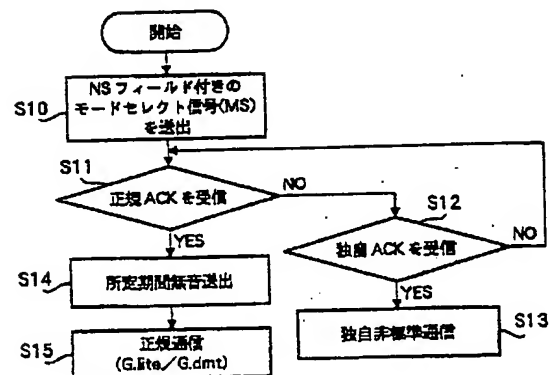 開始
S10
NSフィールド付きの
モードセレクト信号(MS)
を送出
S11
正規ACKを受信
NO
S12
YES
独自ACKを受信
NO
S14
所定期間無音送出
YES
S15
正規通信
(G.lite/G.dmt)
独自非標準通信
S13